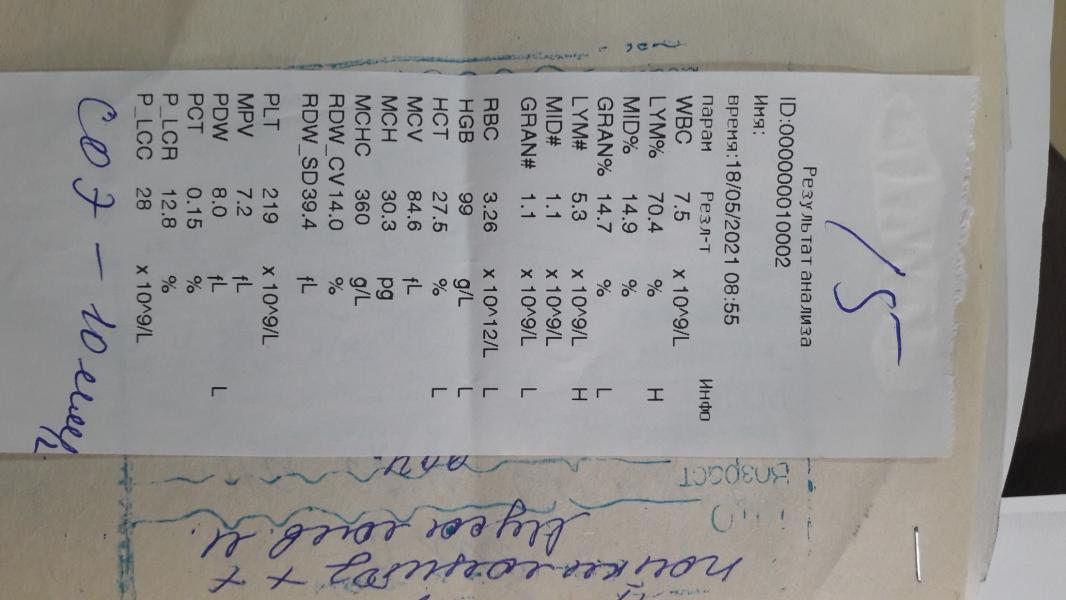 15
Результат анализа
ID:000000010002
Имя:
время:18/05/2021 08:55
парам Резл-т Инфо
WBC 7.5 x 10^9/L
LYM% 70.4 % H
MID% 14.9 %
GRAN% 14.7 % L
LYM# 5.3 x 10^9/L H
MID# 1.1 x 10^9/L
GRAN# 1.1 x 10^9/L L
RBC 3.26 x 10^12/L L
HGB 99 g/L L
HCT 27.5 % L
MCV 84.6 fL
MCH 30.3 pg
MCHC 360 g/L
RDW_CV 14.0 %
RDW_SD 39.4 fL
PLT 219 x 10^9/L
MPV 7.2 fL
PDW 8.0 fL L
PCT 0.15 %
P_LCR 12.8 %
P_LCC 28 x 10^9/L
СОЭ – 10 мм/
Возраст